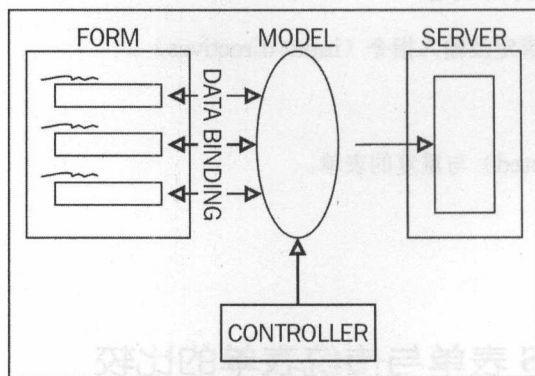 FORM
MODEL
SERVER
DATA BINDING
CONTROLLER